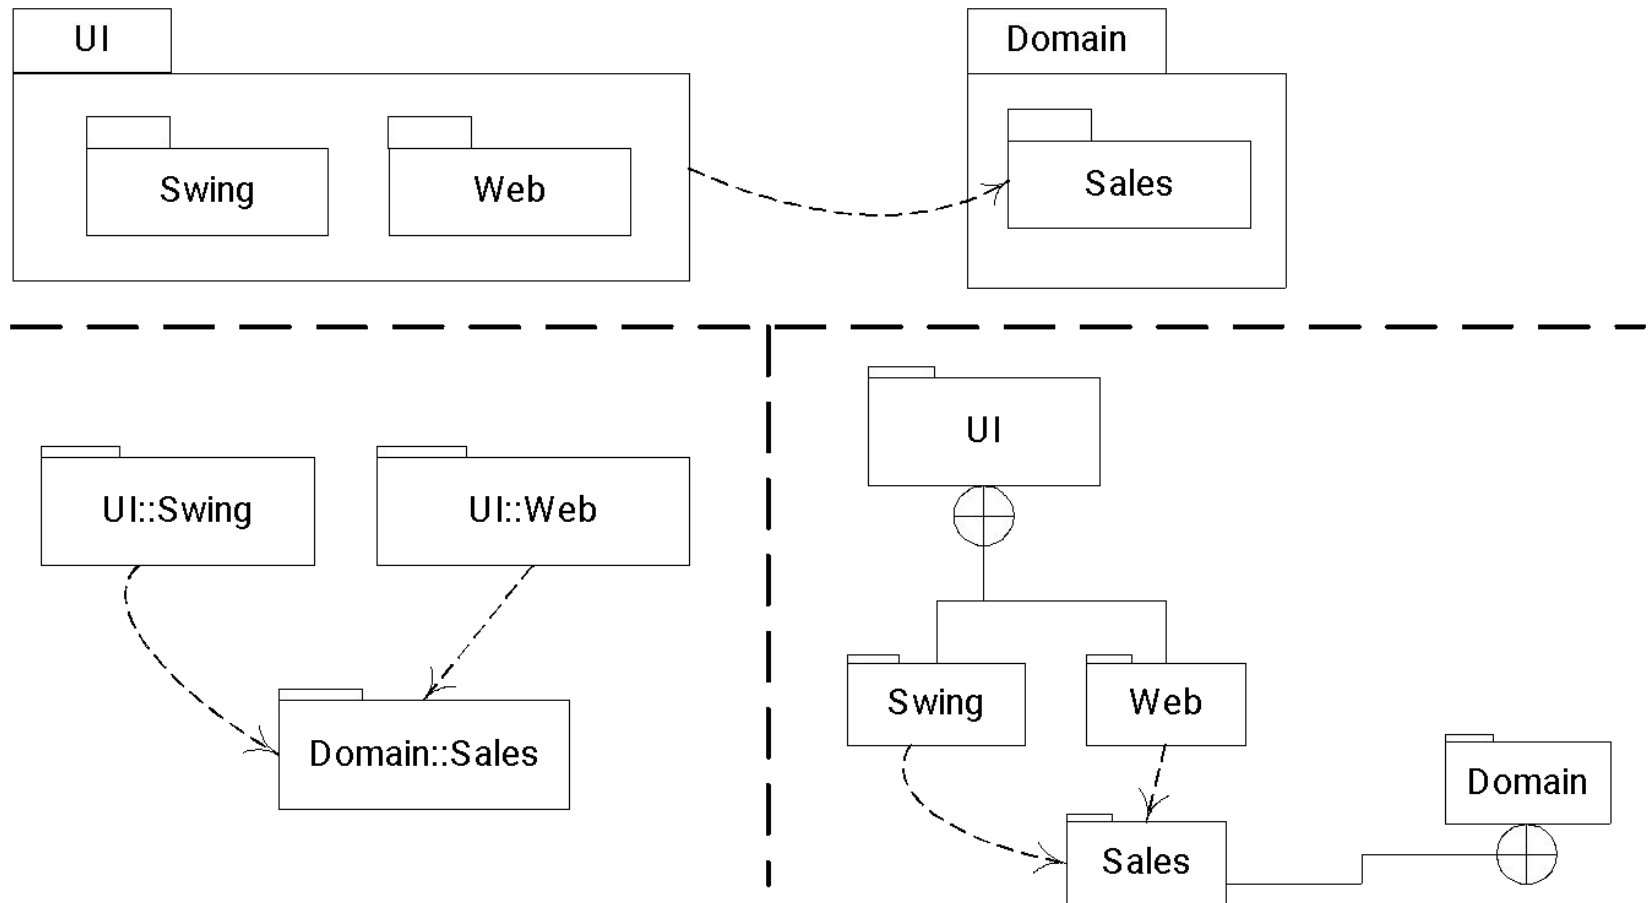 UI
Domain
Swing
Web
Sales
UI::Swing
UI::Web
Domain::Sales
UI
Swing
Web
Domain
Sales